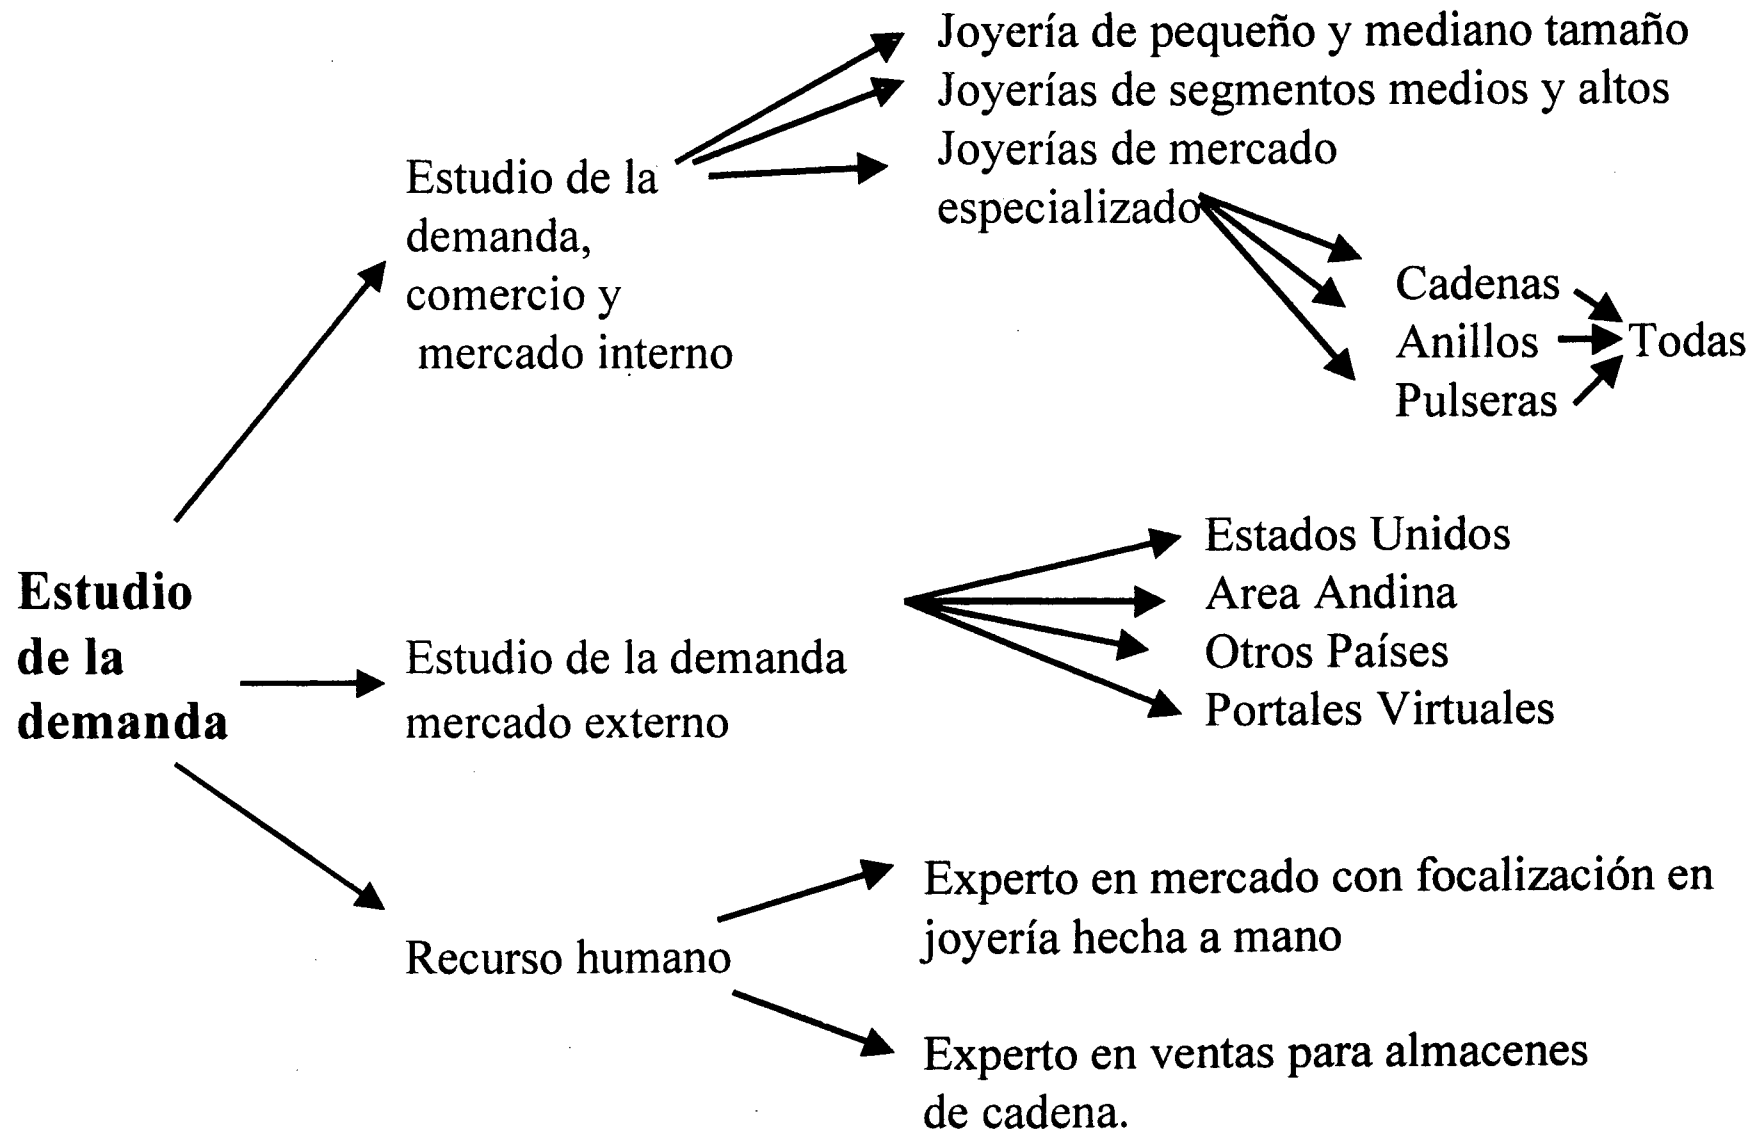 Joyería de pequeño y mediano tamaño
Joyerías de segmentos medios y altos
Joyerías de mercado
especializado
Estudio de la
demanda,
comercio y
mercado interno
Cadenas
Anillos
Todas
Pulseras
Estudio
de la
demanda
Estudio de la demanda
mercado externo
Estados Unidos
Area Andina
Otros Países
Portales Virtuales
Recurso humano
Experto en mercado con focalización en
joyería hecha a mano
Experto en ventas para almacenes
de cadena.